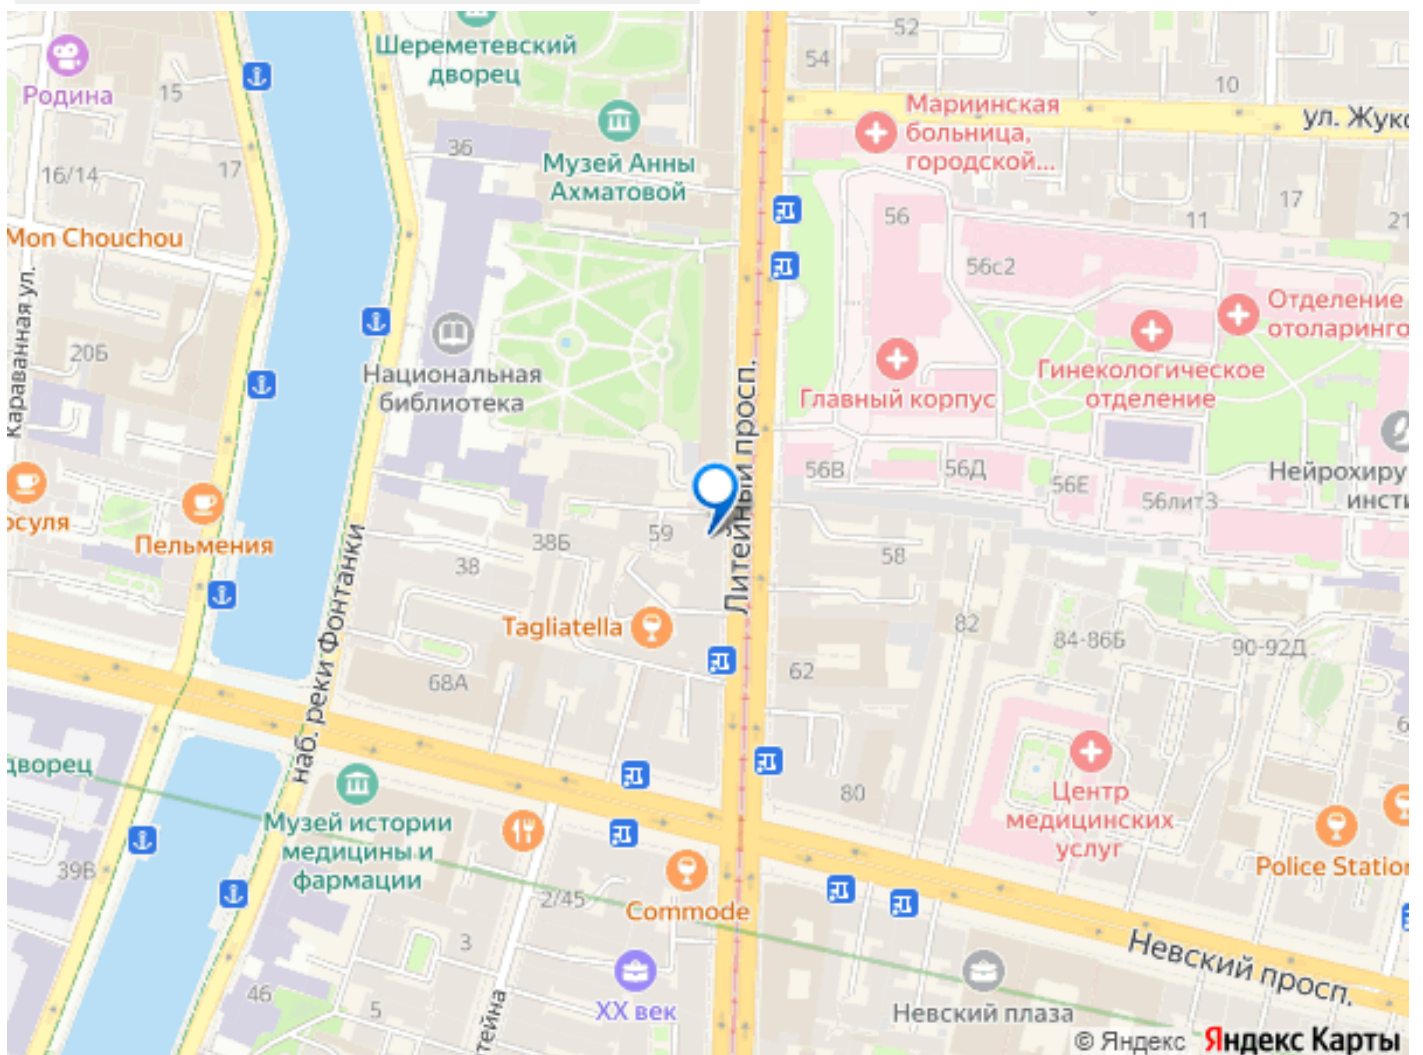 52
54
Шереметевский
дворец
Родина
15
10
Мариинская
больница,
городской...
ул. Жуко
36
Музей Анны
Ахматовой
17
16/14
56
11
17
21
Mon Chouchou
56с2
Караванная ул.
Отделение
отоларинго
20Б
Национальная
библиотека
Гинекологическое
отделение
Главный корпус
Литейный просп.
56В
56Д
56Е
56лит3
Нейрохиру
инсти
осуля
Пельмения
59
38Б
38
58
наб. реки Фонтанки
Tagliatella
82
84-86Б
90-92Д
62
68А
6
дворец
Музей истории
медицины и
фармации
80
Центр
медицинских
услуг
39В
Police Station
2/45
Commode
3
Невский просп.
46
5
XX век
тейна
Невский плаза
© Яндекс Яндекс Карты